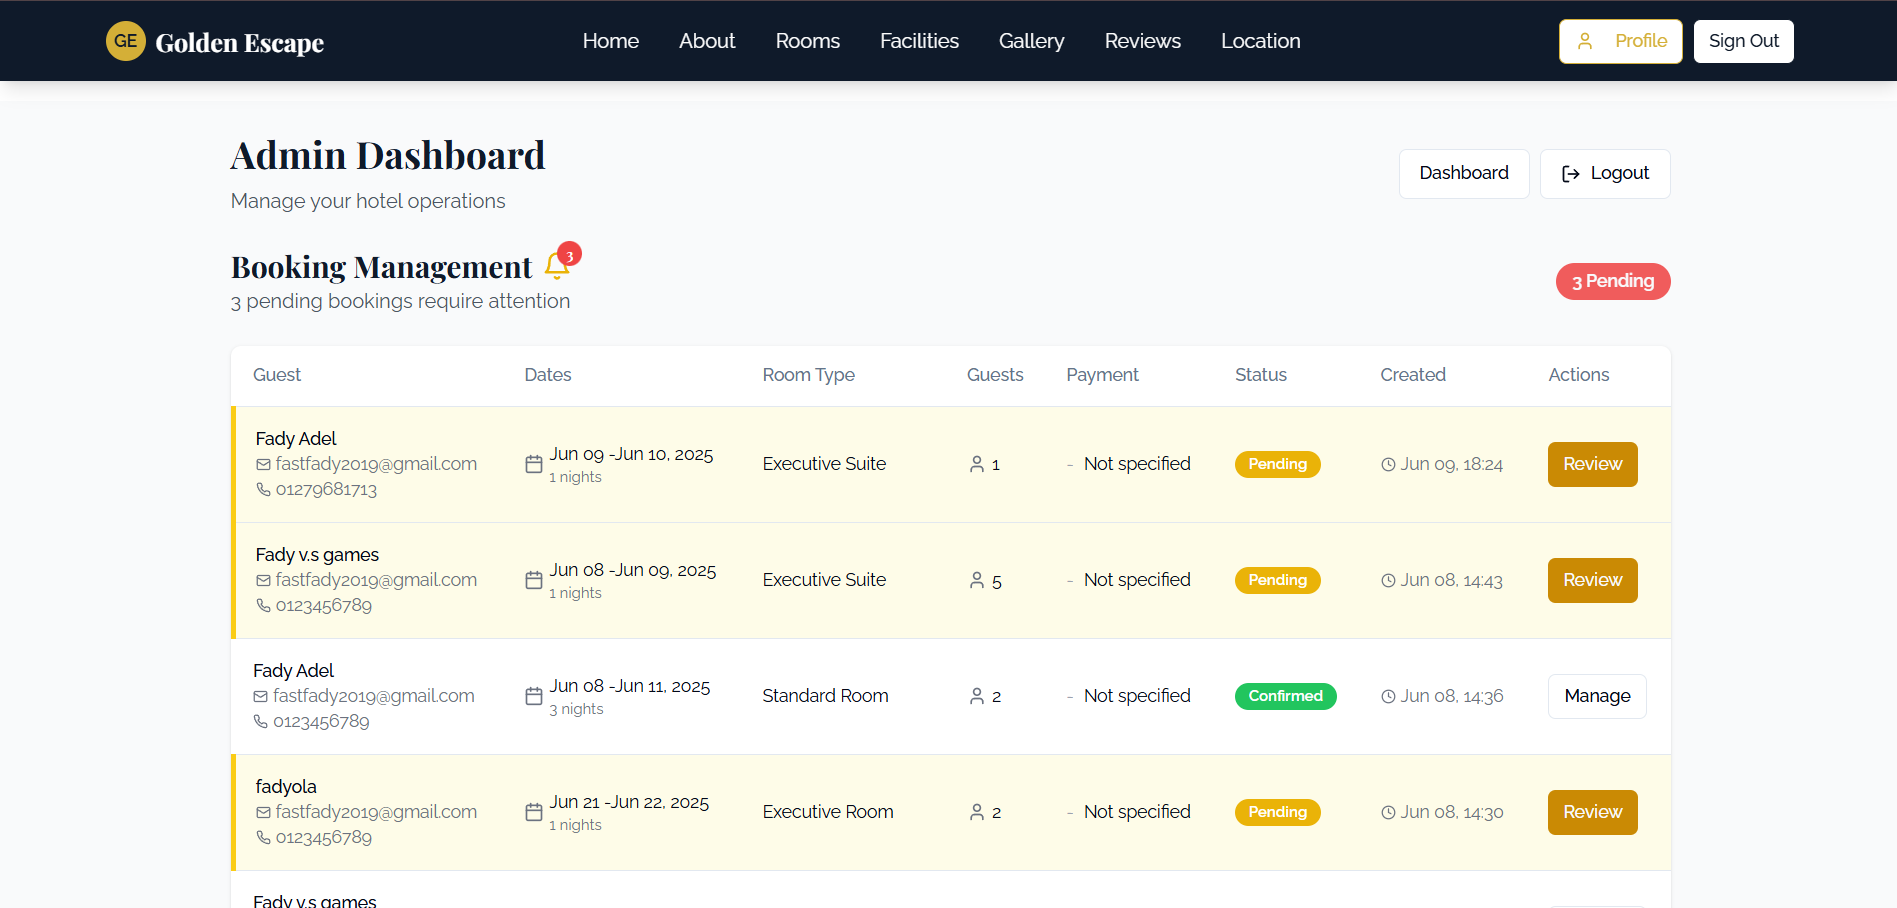 GE Golden Escape Home About Rooms Facilities Gallery Reviews Location Profile Sign Out
Admin Dashboard
Manage your hotel operations
Dashboard Logout
Booking Management 3
3 pending bookings require attention
3 Pending
Guest Dates Room Type Guests Payment Status Created Actions
Fady Adel
fastfady2019@gmail.com
01279681713
Jun 09 -Jun 10, 2025
1 nights
Executive Suite
1
- Not specified
Pending
Jun 09, 18:24
Review
Fady v.s games
fastfady2019@gmail.com
0123456789
Jun 08 -Jun 09, 2025
1 nights
Executive Suite
5
- Not specified
Pending
Jun 08, 14:43
Review
Fady Adel
fastfady2019@gmail.com
0123456789
Jun 08 -Jun 11, 2025
3 nights
Standard Room
2
- Not specified
Confirmed
Jun 08, 14:36
Manage
fadyola
fastfady2019@gmail.com
0123456789
Jun 21 -Jun 22, 2025
1 nights
Executive Room
2
- Not specified
Pending
Jun 08, 14:30
Review
Fady v.s games